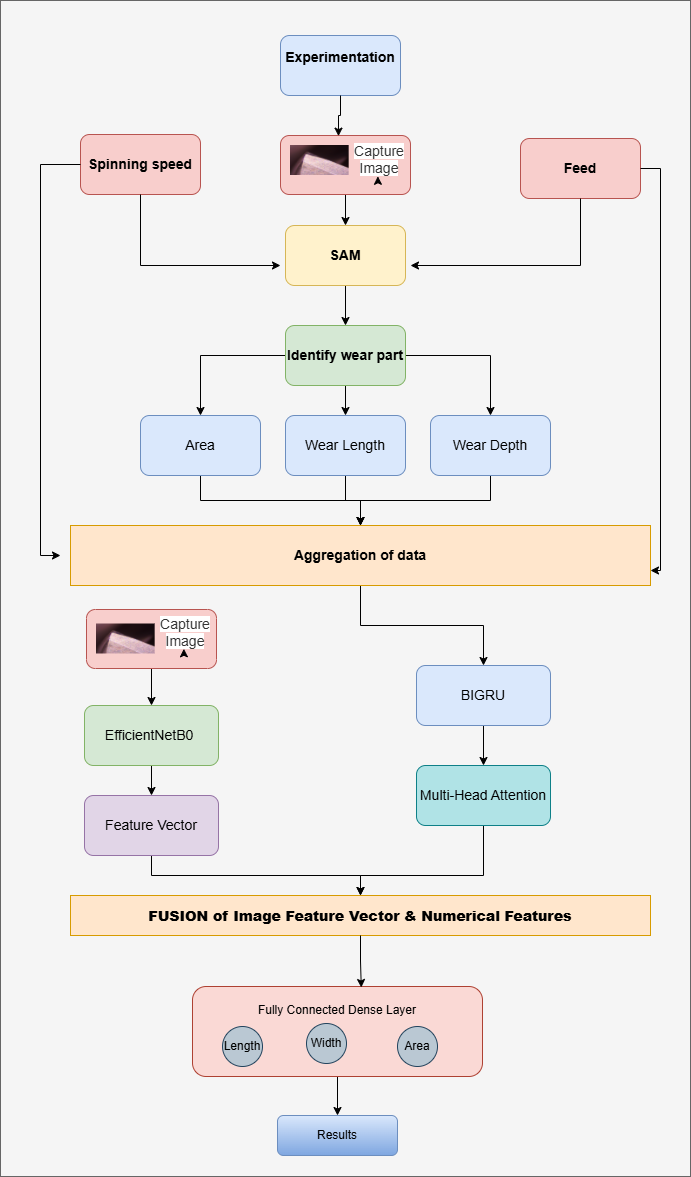 Experimentation
Spinning speed
Capture
Image
Feed
SAM
Identify wear part
Area
Wear Length
Wear Depth
Aggregation of data
Capture
Image
BIGRU
EfficientNetB0
Multi-Head Attention
Feature Vector
FUSION of Image Feature Vector & Numerical Features
Fully Connected Dense Layer
Length
Width
Area
Results